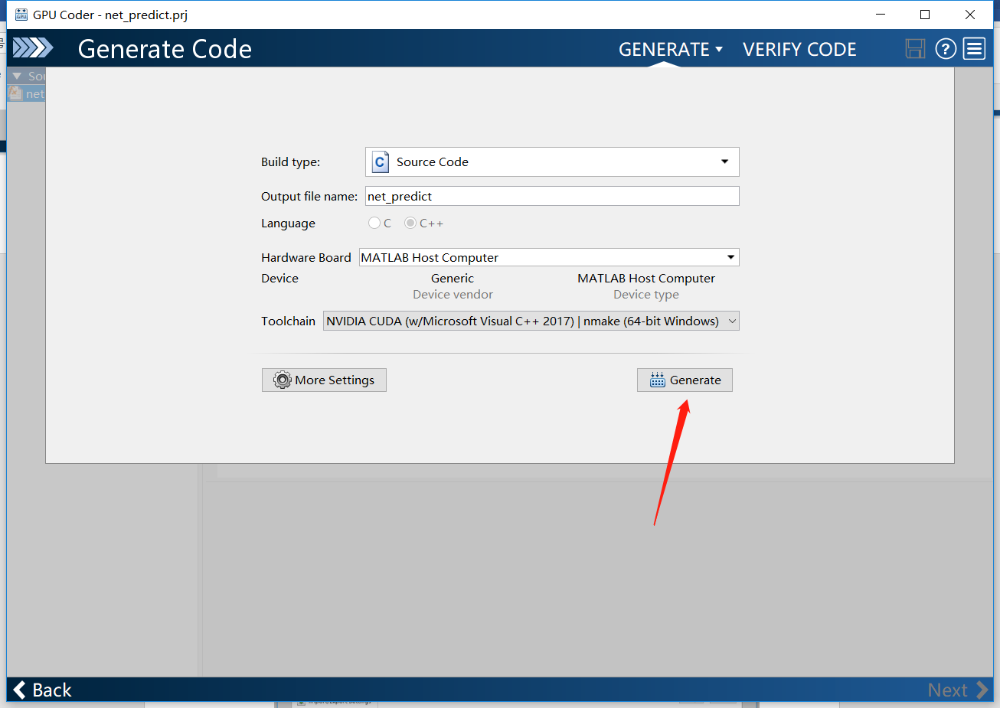 GPU Coder - net_predict.prj
Generate Code
GENERATE
VERIFY CODE
Sou
net
Build type:
C Source Code
Output file name:
net_predict
Language
C
C++
Hardware Board
MATLAB Host Computer
Device
Generic
MATLAB Host Computer
Device vendor
Device type
Toolchain
NVIDIA CUDA (w/Microsoft Visual C++ 2017) | nmake (64-bit Windows)
More Settings
Generate
Back
Next